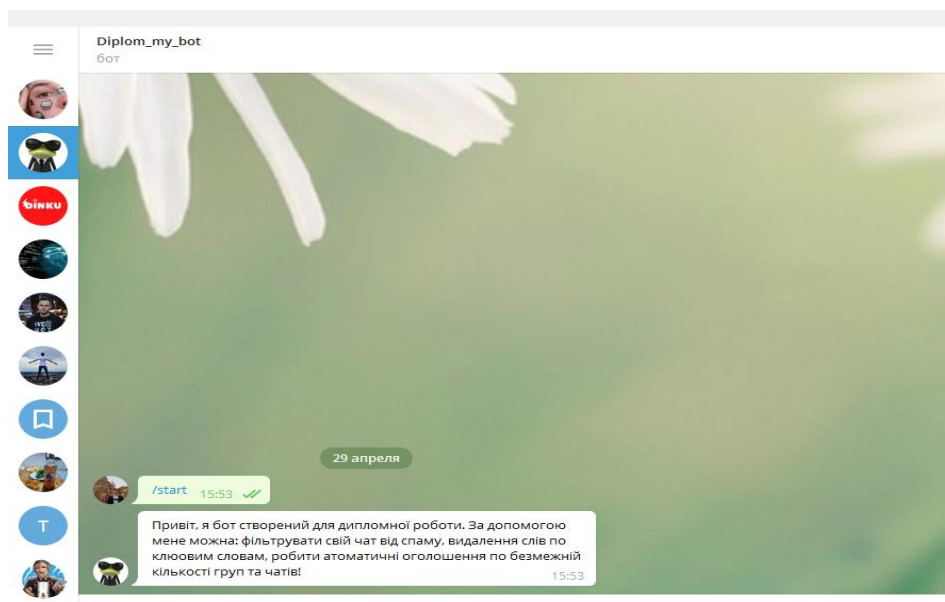 Diplom_my_bot
бот
ВІЛКИ
29 апреля
/start 15:53
Привіт, я бот створений для дипломної роботи. За допомогою
мене можна: фільтрувати свій чат від спаму, видалення слів по
клюовим словам, робити атоматичні оголошення по безмежній
кількості груп та чатів!
15:53
Т